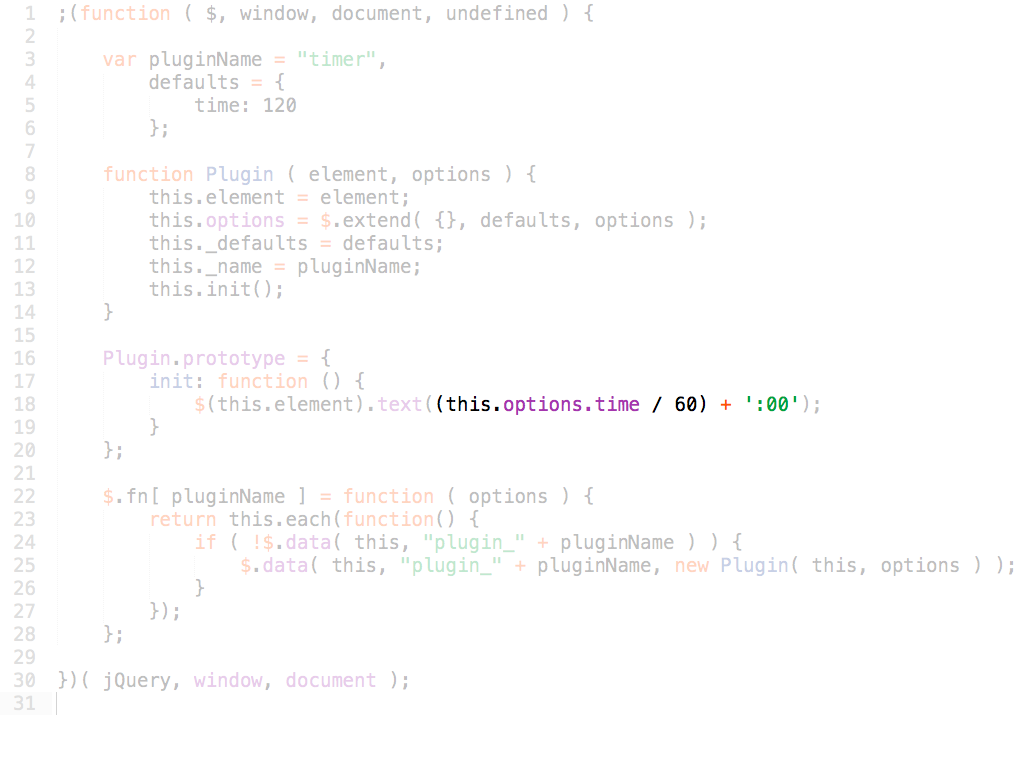 1 ;(function ( $, window, document, undefined ) {
2
3 var pluginName = "timer",
4 defaults = {
5 time: 120
6 };
7
8 function Plugin ( element, options ) {
9 this.element = element;
10 this.options = $.extend( {}, defaults, options );
11 this._defaults = defaults;
12 this._name = pluginName;
13 this.init();
14 }
15
16 Plugin.prototype = {
17 init: function () {
18 $(this.element).text((this.options.time / 60) + ':00');
19 }
20 };
21
22 $.fn[ pluginName ] = function ( options ) {
23 return this.each(function() {
24 if ( !$.data( this, "plugin_" + pluginName ) ) {
25 $.data( this, "plugin_" + pluginName, new Plugin( this, options ) );
26 }
27 });
28 };
29
30 })( jQuery, window, document );
31